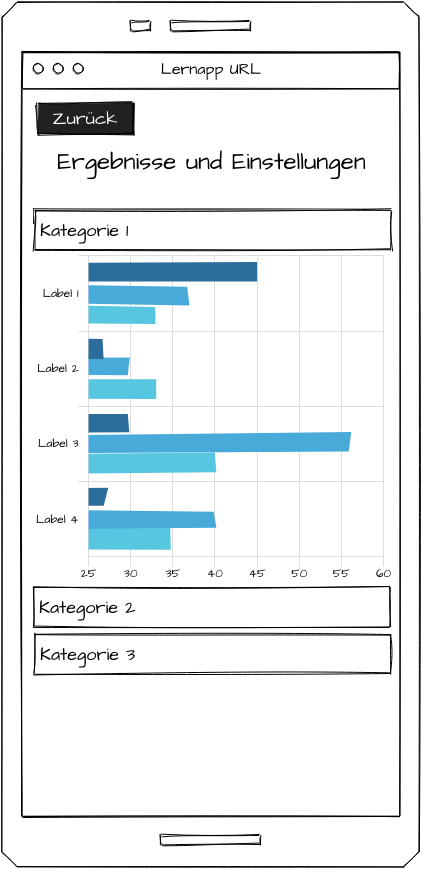 Lernapp URL
Zurück
Ergebnisse und Einstellungen
Kategorie 1
Label 1
Label 2
Label 3
Label 4
25 30 35 40 45 50 55 60
Kategorie 2
Kategorie 3